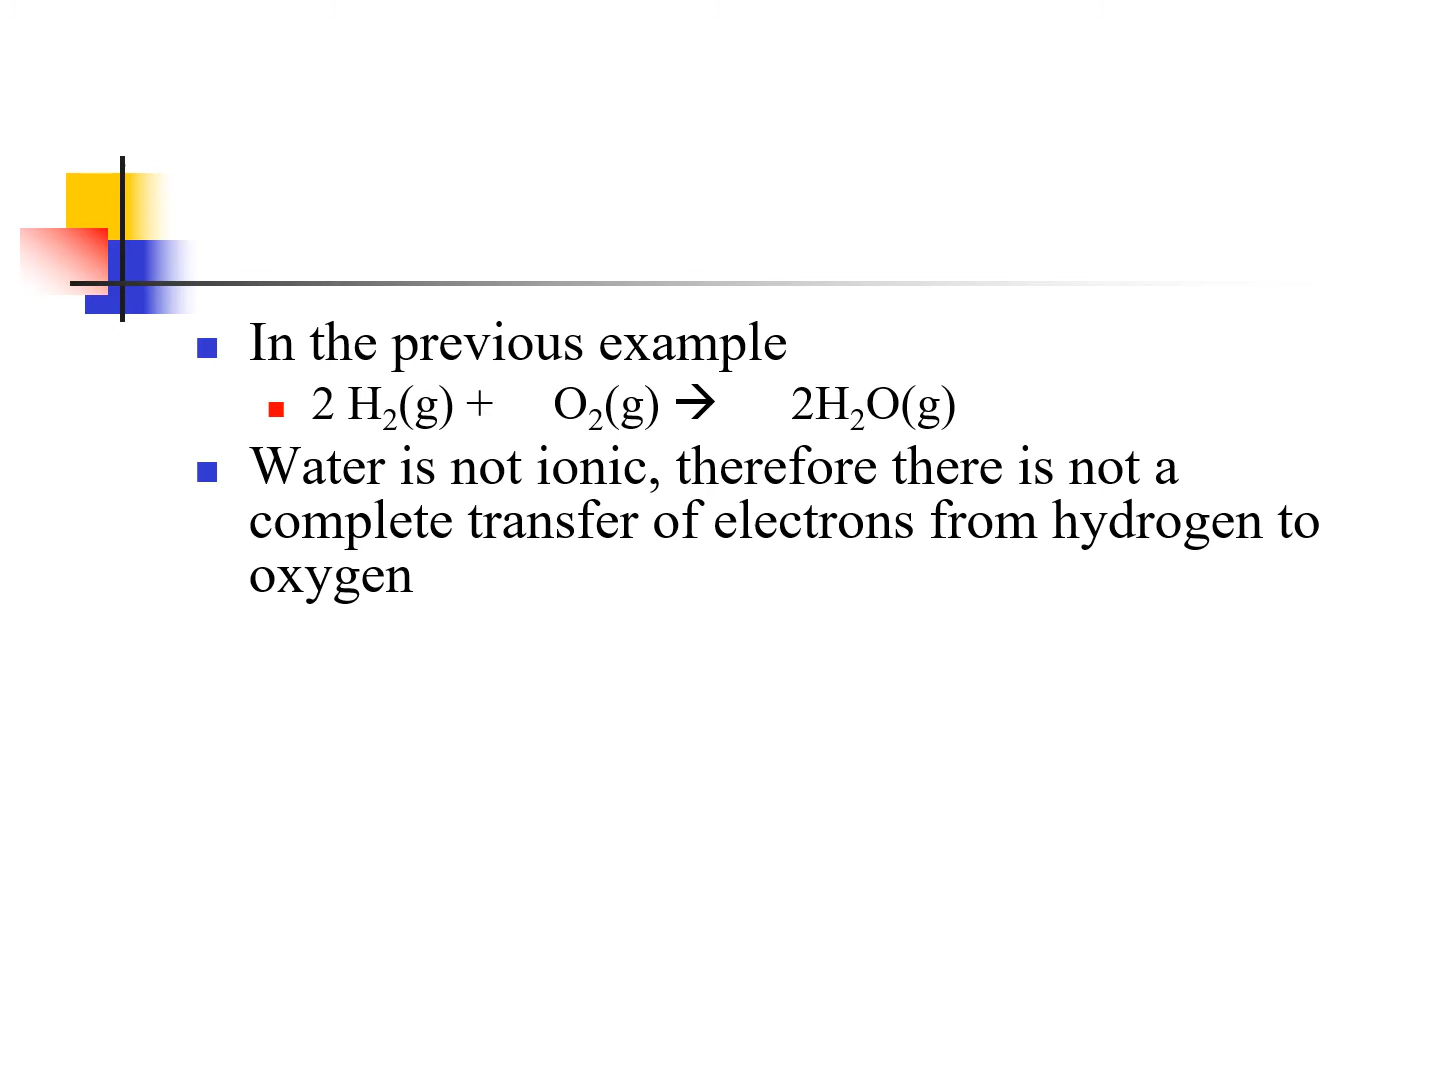 In the previous example
2 H₂(g) + O₂(g) → 2H₂O(g)
Water is not ionic, therefore there is not a
complete transfer of electrons from hydrogen to
oxygen